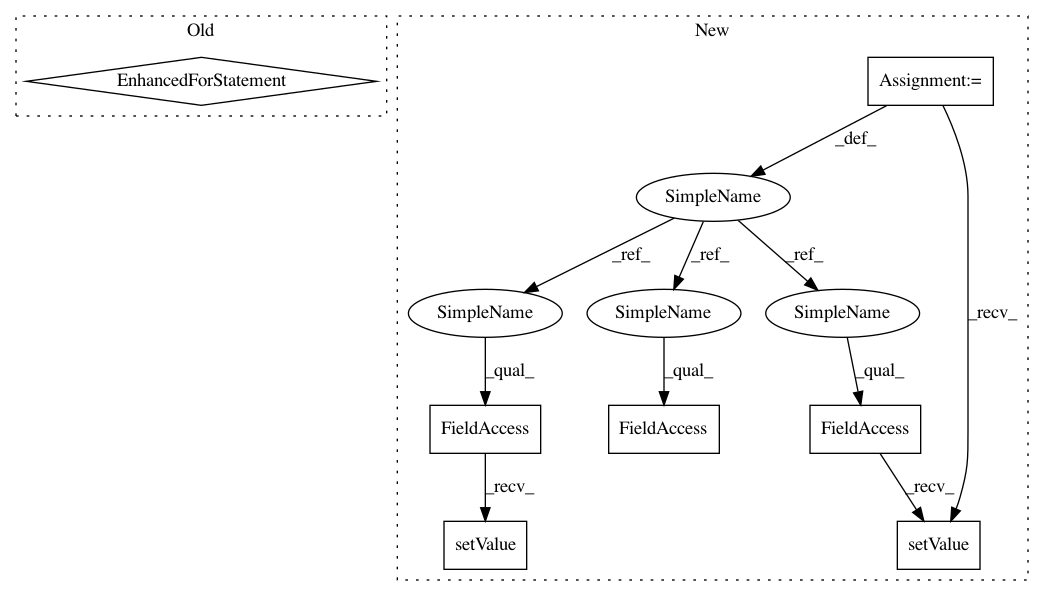 Old
New
EnhancedForStatement
Assignment:=
_def_
_recv_
SimpleName
_ref_
_ref_
_ref_
SimpleName
SimpleName
SimpleName
_qual_
_qual_
_qual_
FieldAccess
FieldAccess
FieldAccess
_recv_
_recv_
setValue
setValue